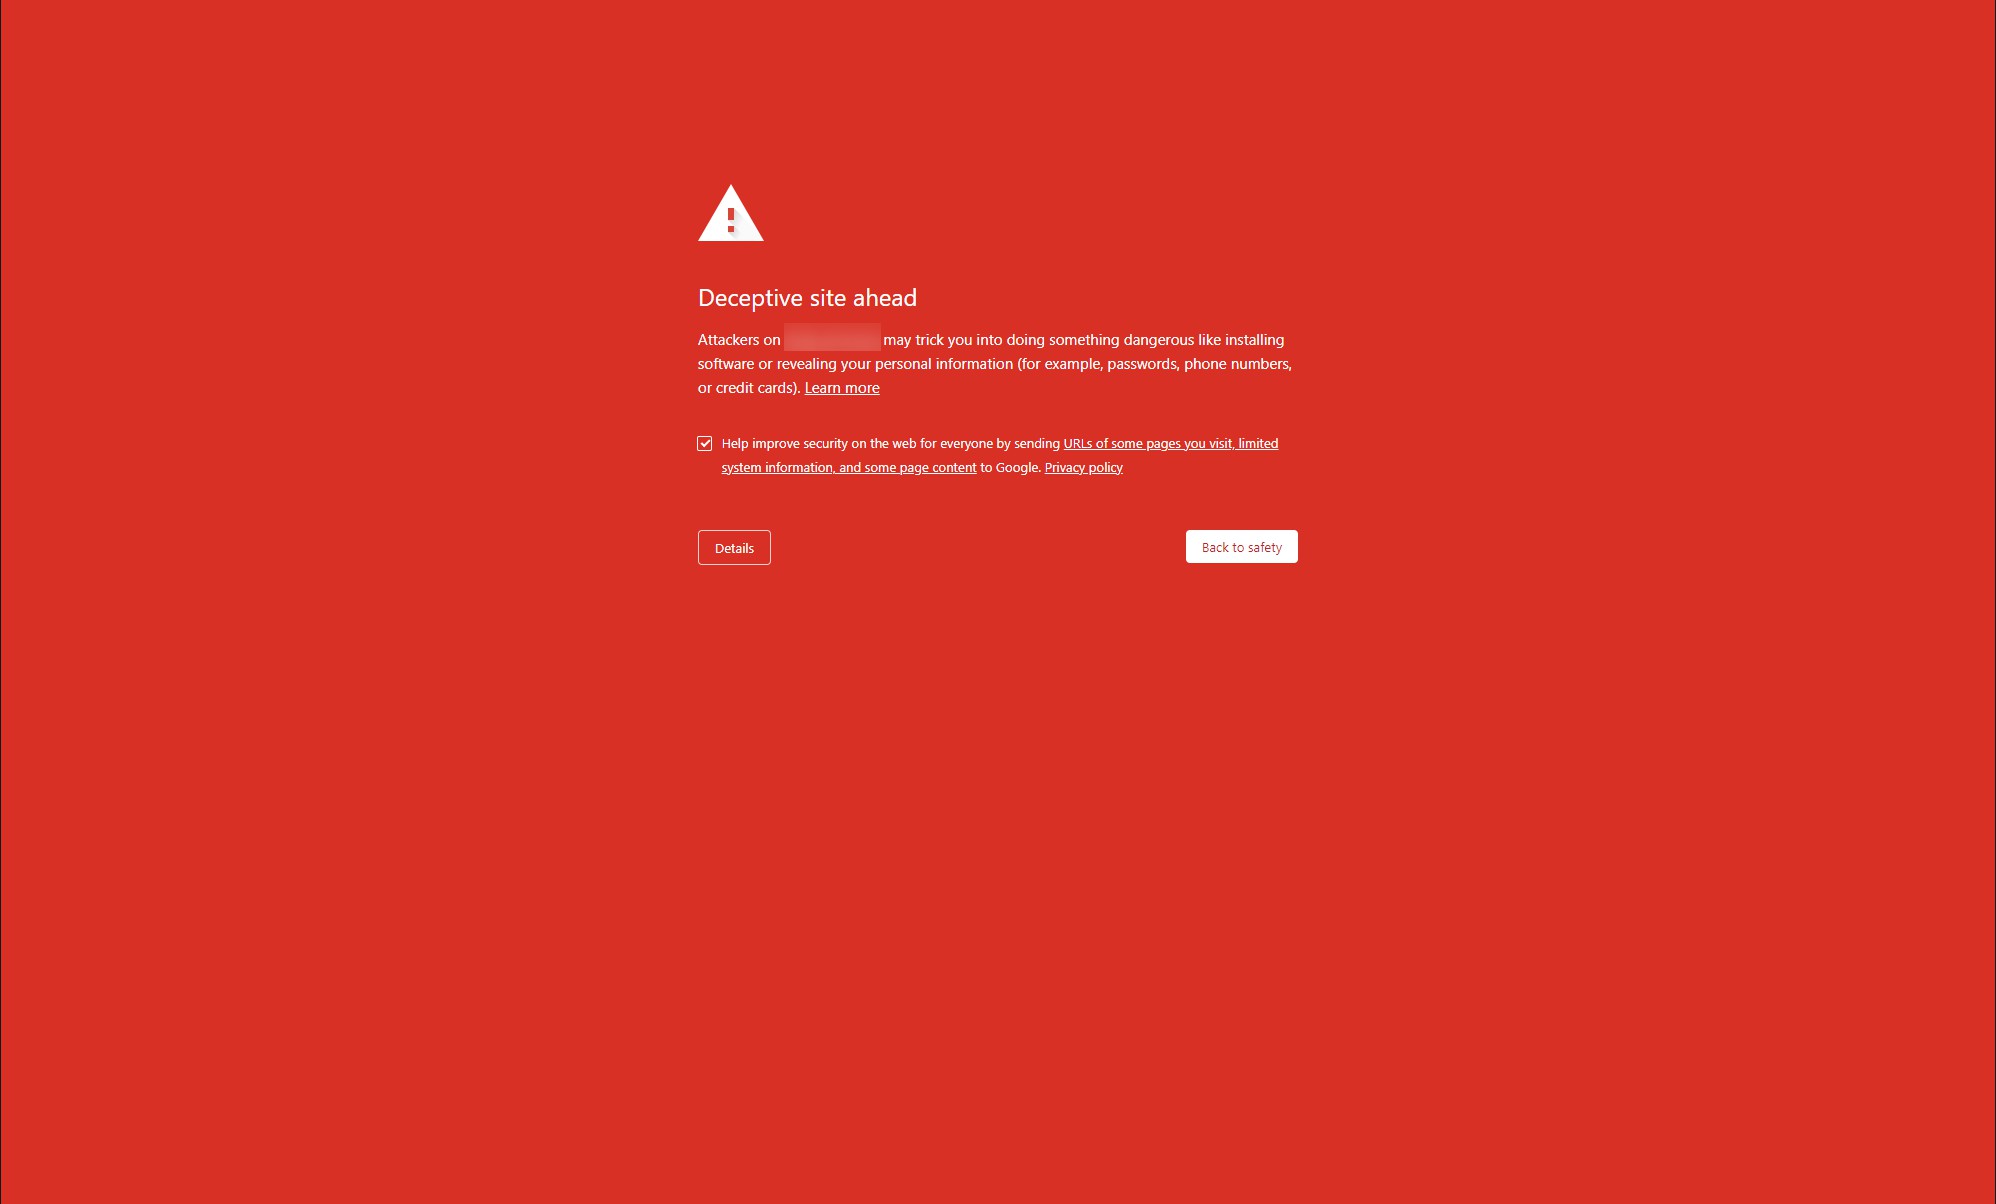 Deceptive site ahead
Attackers on may trick you into doing something dangerous like installing
software or revealing your personal information (for example, passwords, phone numbers,
or credit cards). Learn more
Help improve security on the web for everyone by sending URLs of some pages you visit, limited
system information, and some page content to Google. Privacy policy
Details
Back to safety